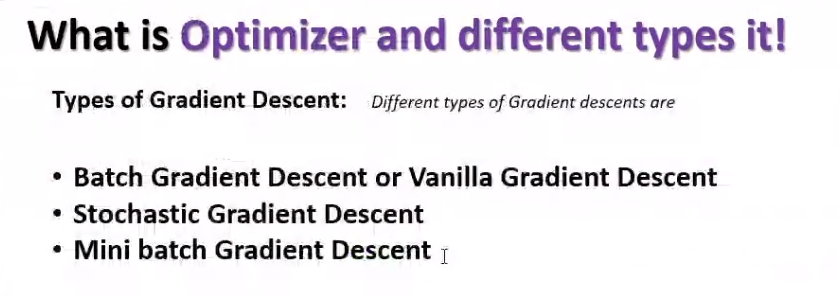 What is Optimizer and different types it!
Types of Gradient Descent: Different types of Gradient descents are
• Batch Gradient Descent or Vanilla Gradient Descent
• Stochastic Gradient Descent
• Mini batch Gradient Descent